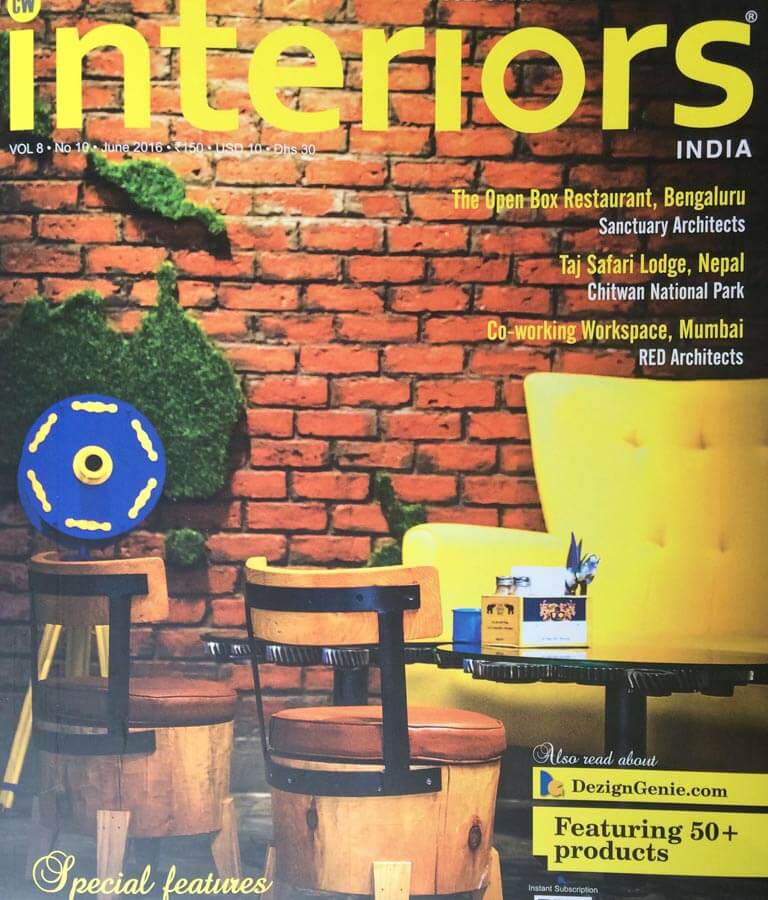 CW
interiors®
INDIA
VOL 8 • No 10 • June 2016 • ₹150 • USD 10 • Dhs 30
The Open Box Restaurant, Bengaluru
Sanctuary Architects
Taj Safari Lodge, Nepal
Chitwan National Park
Co-working Workspace, Mumbai
RED Architects
Also read about
DezignGenie.com
Featuring 50+
products
Special features
Instant Subscription